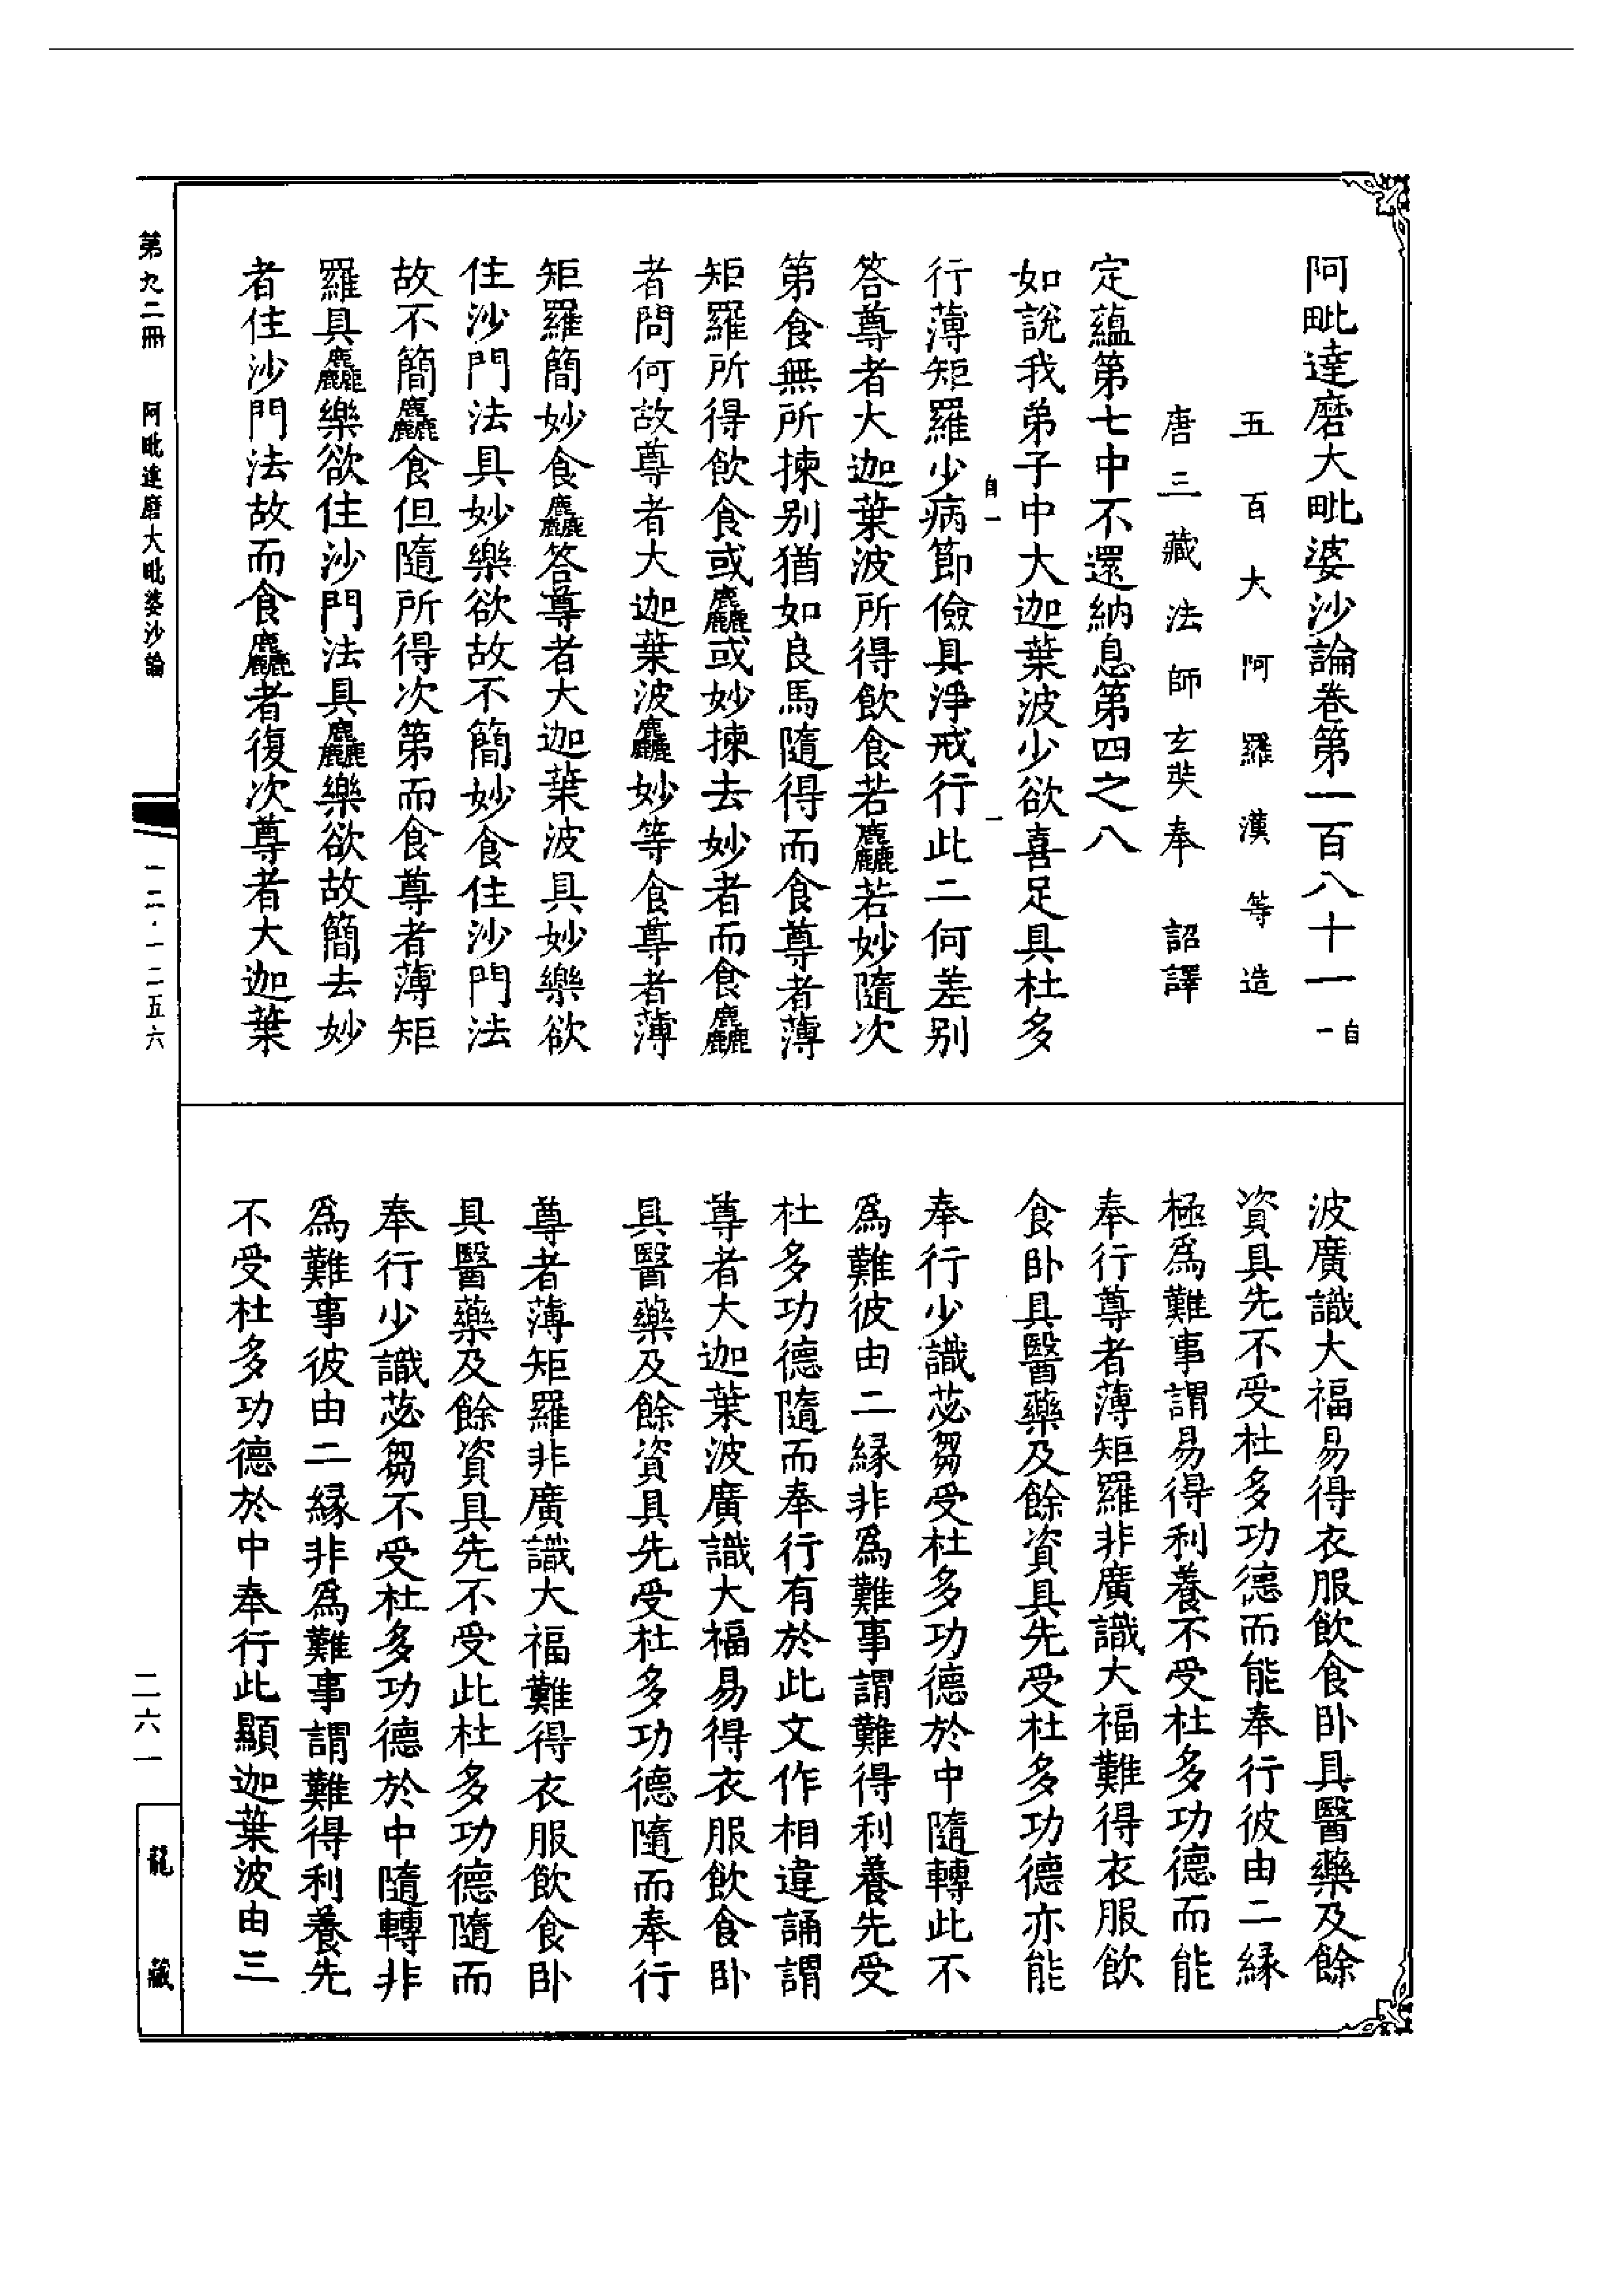 阿毗達磨大毗婆沙論卷第一百八十一 自一
五百大阿羅漢等造
唐三藏法師玄奘奉 詔譯
定蘊第七中不還納息第四之八
如說我弟子中大迦葉波少欲喜足具杜多
自一 一
行薄矩羅少病節儉具淨戒行此二何差别
答尊者大迦葉波所得飲食若麤若妙隨次
第食無所揀别猶如良馬隨得而食尊者薄
矩羅所得飲食或麤或妙揀去妙者而食麤
者問何故尊者大迦葉波麤妙等食尊者薄
矩羅簡妙食麤答尊者大迦葉波具妙樂欲
住沙門法具妙樂欲故不簡妙食住沙門法
故不簡麤食但隨所得次第而食尊者薄矩
羅具麤樂欲住沙門法具麤樂欲故簡去妙
者住沙門法故而食麤者復次尊者大迦葉
波廣識大福易得衣服飲食卧具醫藥及餘
資具先不受杜多功德而能奉行彼由二緣
極爲難事謂易得利養不受杜多功德而能
奉行尊者薄矩羅非廣識大福難得衣服飲
食卧具醫藥及餘資具先受杜多功德亦能
奉行少識苾芻受杜多功德於中隨轉此不
爲難彼由二緣非爲難事謂難得利養先受
杜多功德隨而奉行有於此文作相違誦謂
尊者大迦葉波廣識大福易得衣服飲食卧
具醫藥及餘資具先受杜多功德隨而奉行
尊者薄矩羅非廣識大福難得衣服飲食卧
具醫藥及餘資具先不受此杜多功德隨而
奉行少識苾芻不受杜多功德於中隨轉非
爲難事彼由二緣非爲難事謂難得利養先
不受杜多功德於中奉行此顯迦葉波由三
第九二冊 阿毗達磨大毗婆沙論
一二·一二五六
二六一
龍藏